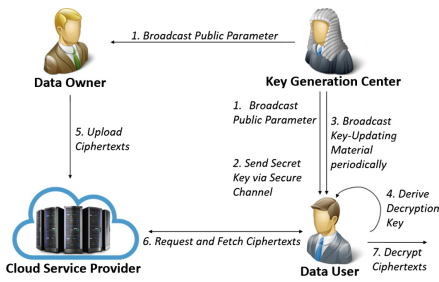 1. Broadcast Public Parameter
Data Owner
Key Generation Center
1. Broadcast
Public Parameter
3. Broadcast
Key-Updating
Material
periodically
5. Upload
Ciphertexts
2. Send Secret
Key via Secure
Channel
4. Derive
Decryption
Key
6. Request and Fetch Ciphertexts
7. Decrypt
Ciphertexts
Cloud Service Provider
Data User